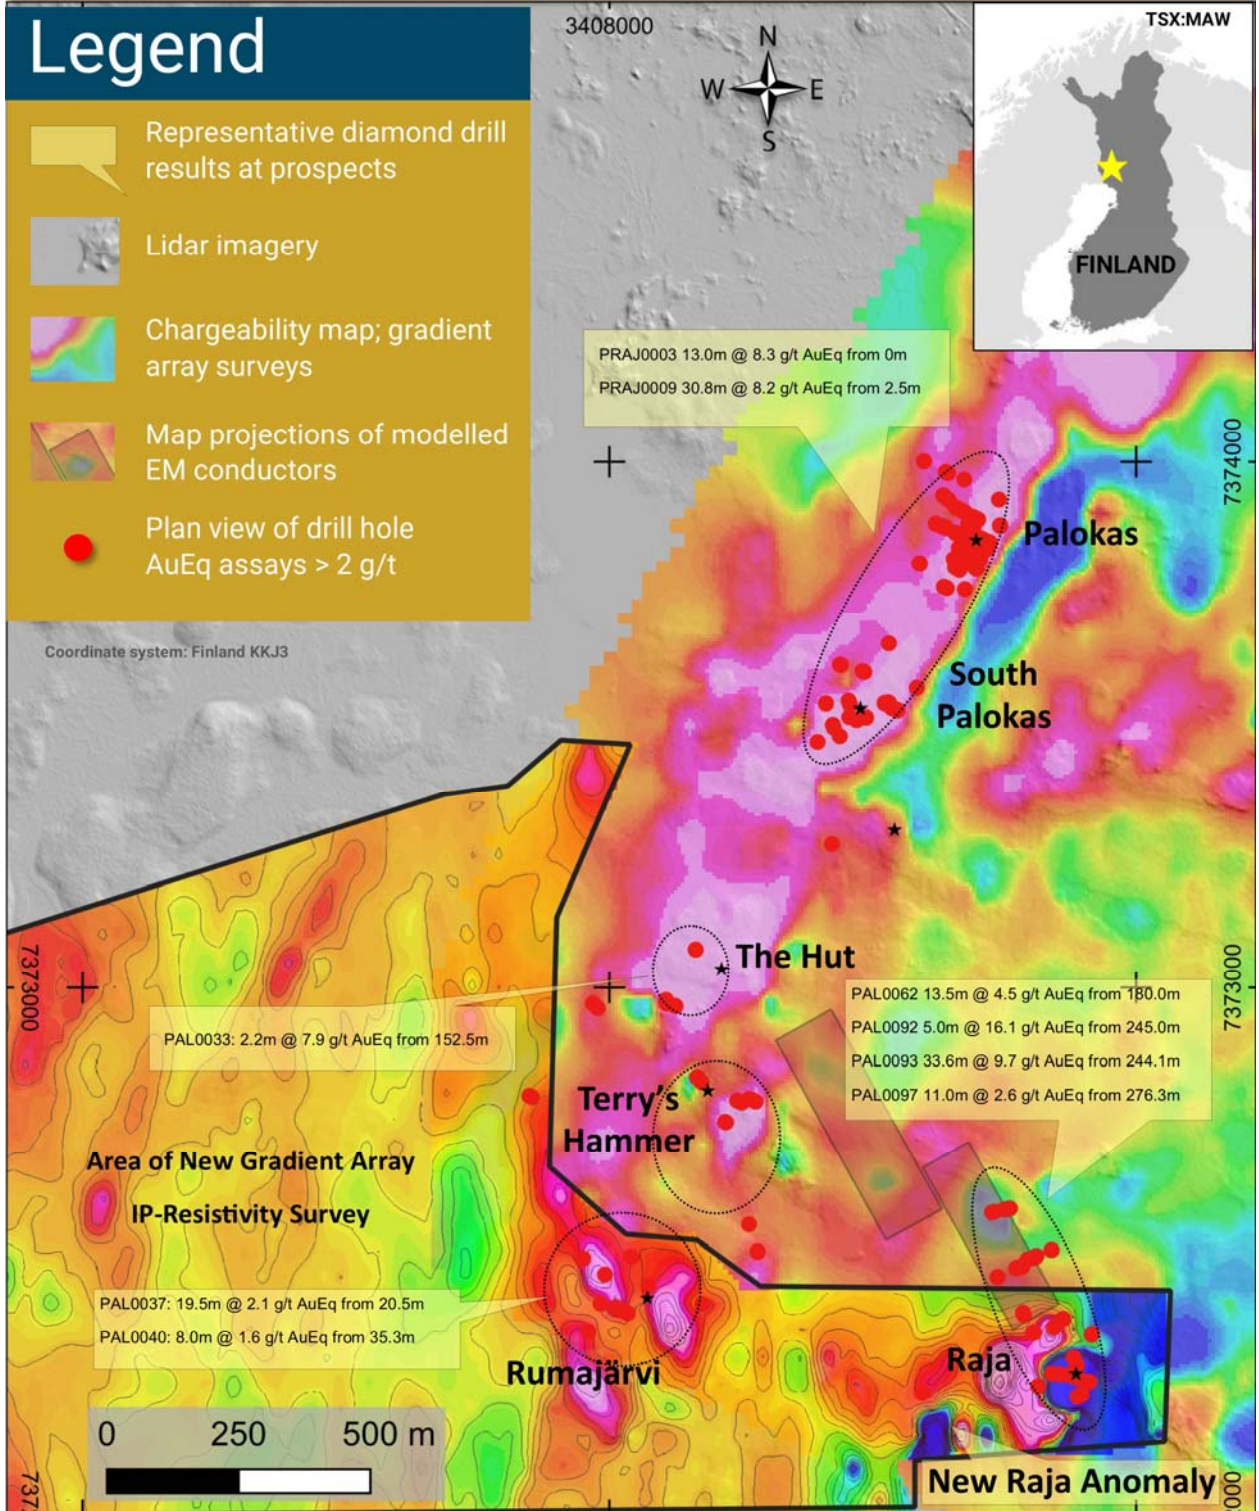 Legend
Representative diamond drill
results at prospects
Lidar imagery
Chargeability map; gradient
array surveys
Map projections of modelled
EM conductors
Plan view of drill hole
AuEq assays > 2 g/t
Coordinate system: Finland KKJ3
3408000
N
W
E
S
TSX:MAW
FINLAND
PRAJ0003 13.0m @ 8.3 g/t AuEq from 0m
PRAJ0009 30.8m @ 8.2 g/t AuEq from 2.5m
7374000
Palokas
South
Palokas
The Hut
7373000
7373000
PAL0033: 2.2m @ 7.9 g/t AuEq from 152.5m
PAL0062 13.5m @ 4.5 g/t AuEq from 180.0m
PAL0092 5.0m @ 16.1 g/t AuEq from 245.0m
PAL0093 33.6m @ 9.7 g/t AuEq from 244.1m
PAL0097 11.0m @ 2.6 g/t AuEq from 276.3m
Terry's
Hammer
Area of New Gradient Array
IP-Resistivity Survey
PAL0037: 19.5m @ 2.1 g/t AuEq from 20.5m
PAL0040: 8.0m @ 1.6 g/t AuEq from 35.3m
Rumajärvi
Raja
New Raja Anomaly
0 250 500 m